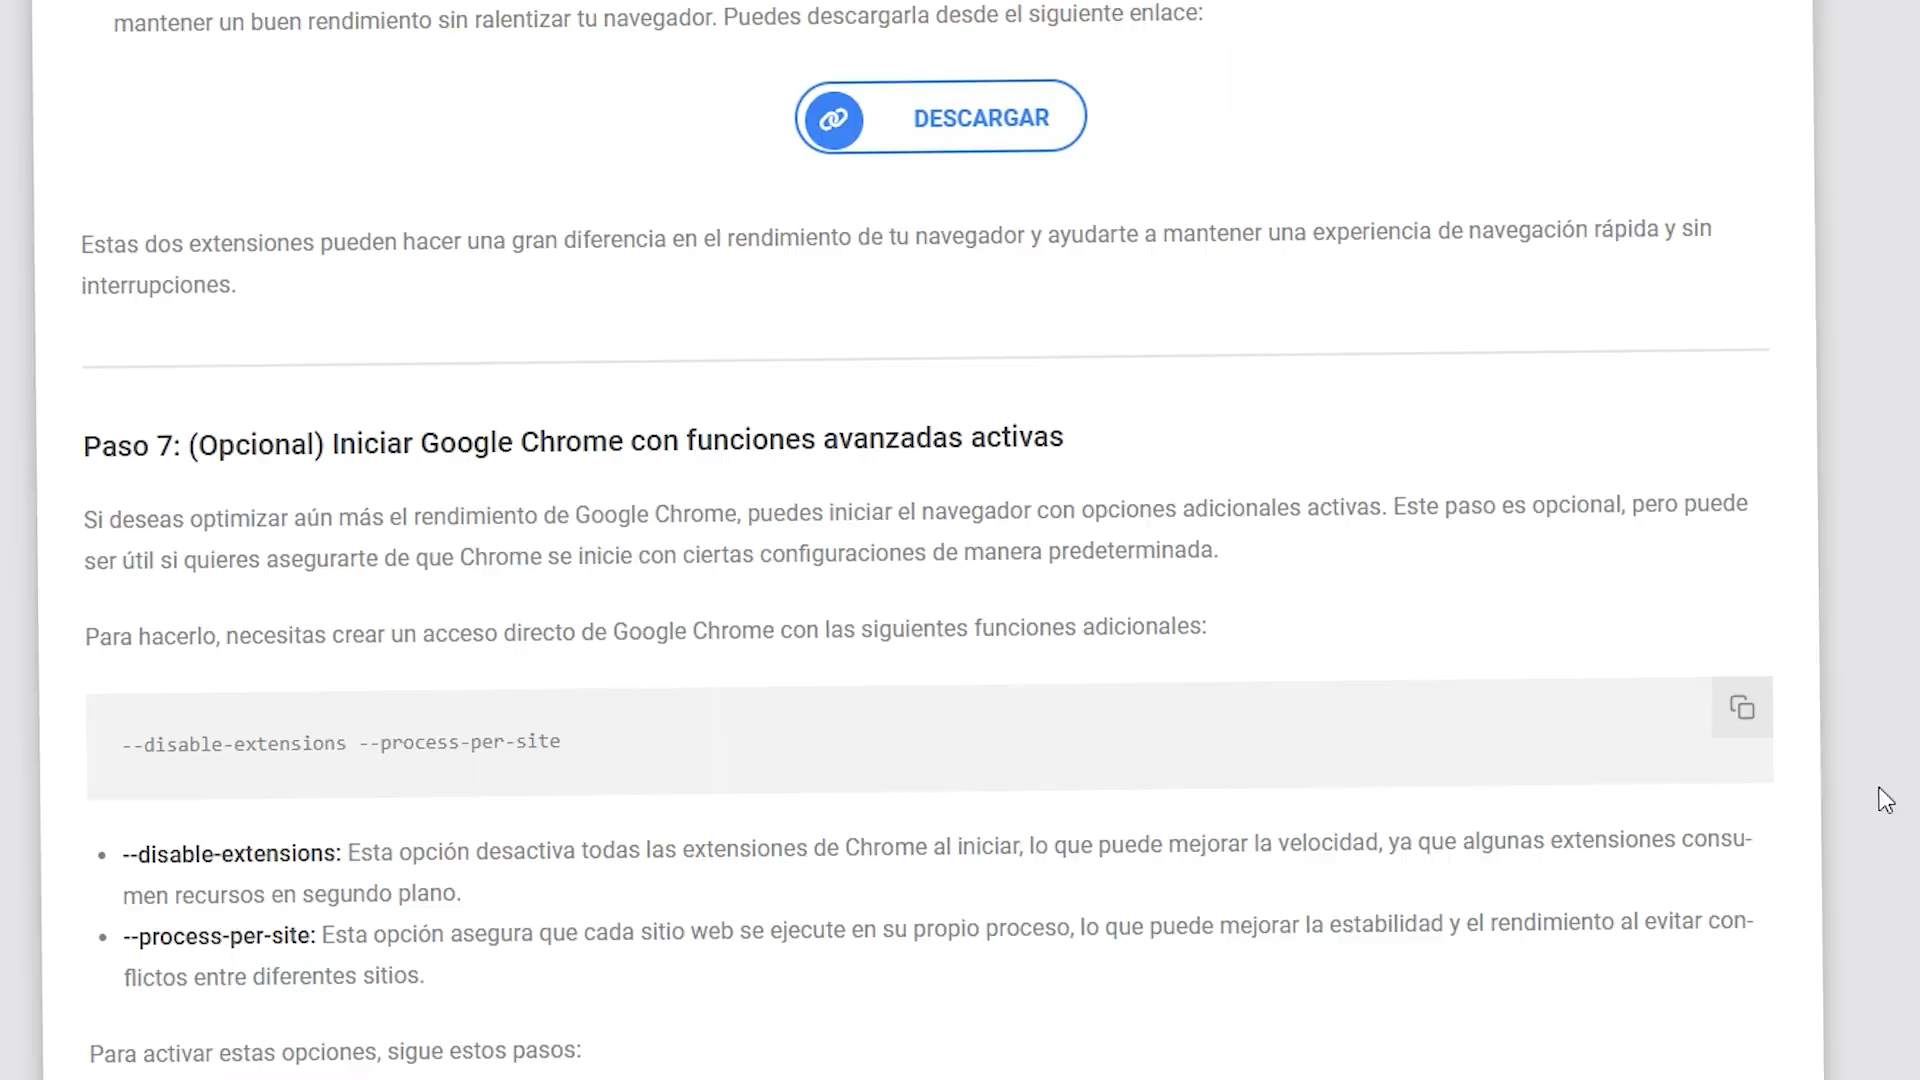 mantener un buen rendimiento sin ralentizar tu navegador. Puedes descargarla desde el siguiente enlace:
DESCARGAR
Estas dos extensiones pueden hacer una gran diferencia en el rendimiento de tu navegador y ayudarte a mantener una experiencia de navegación rápida y sin
interrupciones.
Paso 7: (Opcional) Iniciar Google Chrome con funciones avanzadas activas
Si deseas optimizar aún más el rendimiento de Google Chrome, puedes iniciar el navegador con opciones adicionales activas. Este paso es opcional, pero puede
ser útil si quieres asegurarte de que Chrome se inicie con ciertas configuraciones de manera predeterminada.
Para hacerlo, necesitas crear un acceso directo de Google Chrome con las siguientes funciones adicionales:
--disable-extensions --process-per-site
• --disable-extensions: Esta opción desactiva todas las extensiones de Chrome al iniciar, lo que puede mejorar la velocidad, ya que algunas extensiones consu-
men recursos en segundo plano.
• --process-per-site: Esta opción asegura que cada sitio web se ejecute en su propio proceso, lo que puede mejorar la estabilidad y el rendimiento al evitar con-
flictos entre diferentes sitios.
Para activar estas opciones, sigue estos pasos: